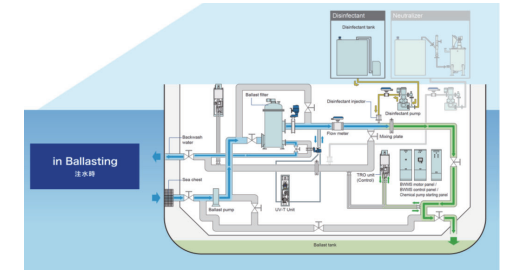 Disinfectant
Neutralizer
Disinfectant tank
Ballast filter
Disinfectant injector
Disinfectant pump
Flow meter
Mixing plate
Backwash
water
in Ballasting
注水時
Sea chest
TRO unit
(Control)
BWMS motor panel /
BWMS control panel /
Chemical pump starting panel
Ballast pump
UV-T Unit
Ballast tank